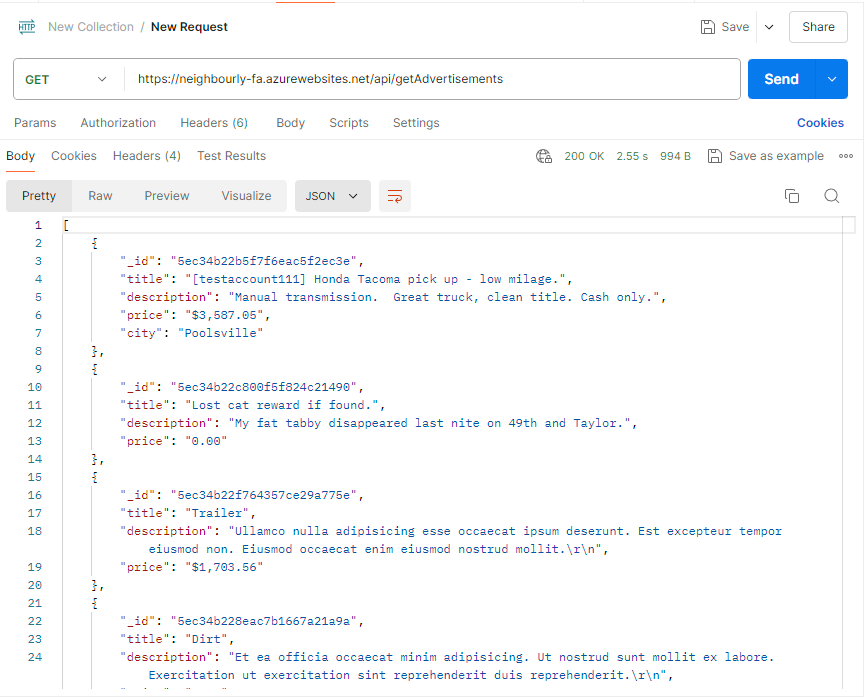 HTTP New Collection / New Request Save Share
GET https://neighbourly-fa.azurewebsites.net/api/getAdvertisements Send
Params Authorization Headers (6) Body Scripts Settings Cookies
Body Cookies Headers (4) Test Results 200 OK 2.55 s 994 B Save as example
Pretty Raw Preview Visualize JSON
1 [
2 {
3 "_id": "5ec34b22b5f7f6eac5f2ec3e",
4 "title": "[testaccount111] Honda Tacoma pick up - low milage.",
5 "description": "Manual transmission.  Great truck, clean title. Cash only.",
6 "price": "$3,587.05",
7 "city": "Poolsville"
8 },
9 {
10 "_id": "5ec34b22c800f5f824c21490",
11 "title": "Lost cat reward if found.",
12 "description": "My fat tabby disappeared last nite on 49th and Taylor.",
13 "price": "0.00"
14 },
15 {
16 "_id": "5ec34b22f764357ce29a775e",
17 "title": "Trailer",
18 "description": "Ullamco nulla adipisicing esse occaecat ipsum deserunt. Est excepteur tempor
eiusmod non. Eiusmod occaecat enim eiusmod nostrud mollit.\r\n",
19 "price": "$1,703.56"
20 },
21 {
22 "_id": "5ec34b228eac7b1667a21a9a",
23 "title": "Dirt",
24 "description": "Et ea officia occaecat minim adipisicing. Ut nostrud sunt mollit ex labore.
Exercitation ut exercitation sint reprehenderit duis reprehenderit.\r\n",